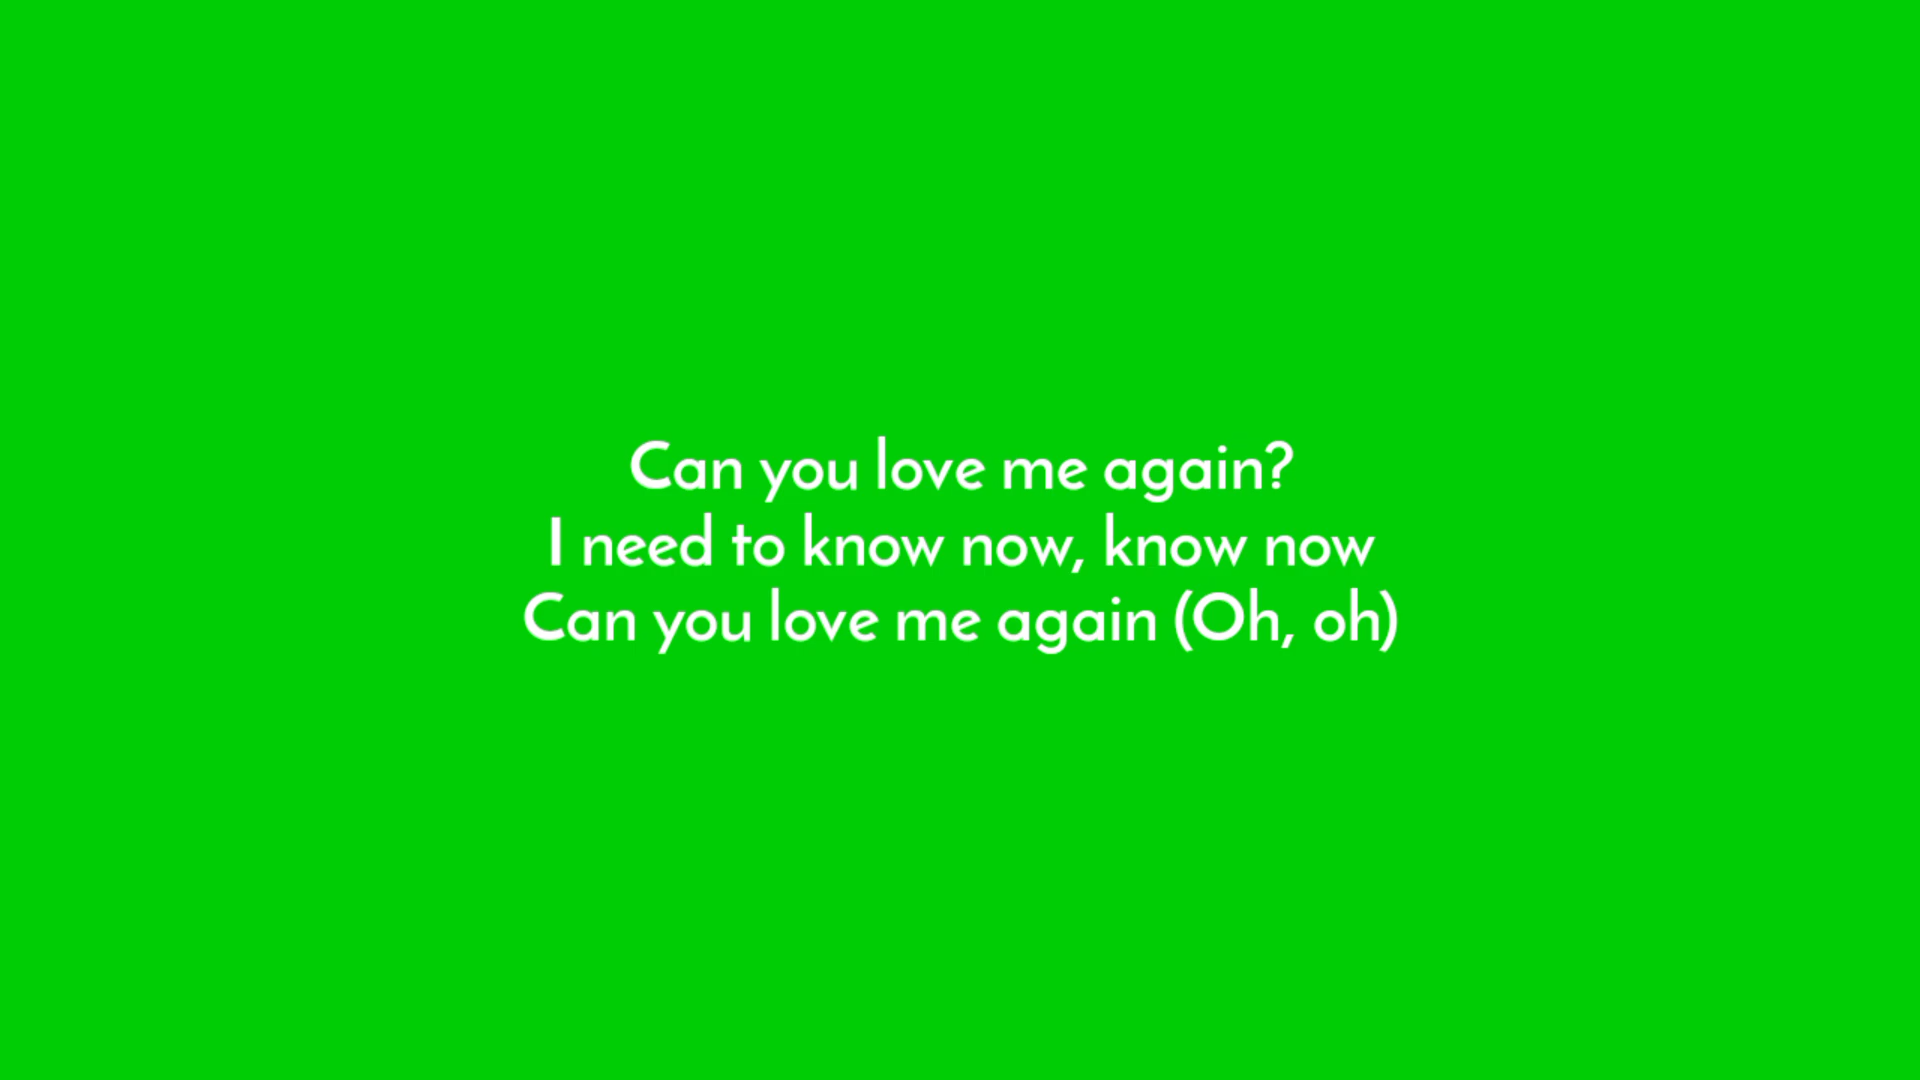 Can you love me again?
I need to know now, know now
Can you love me again (Oh, oh)